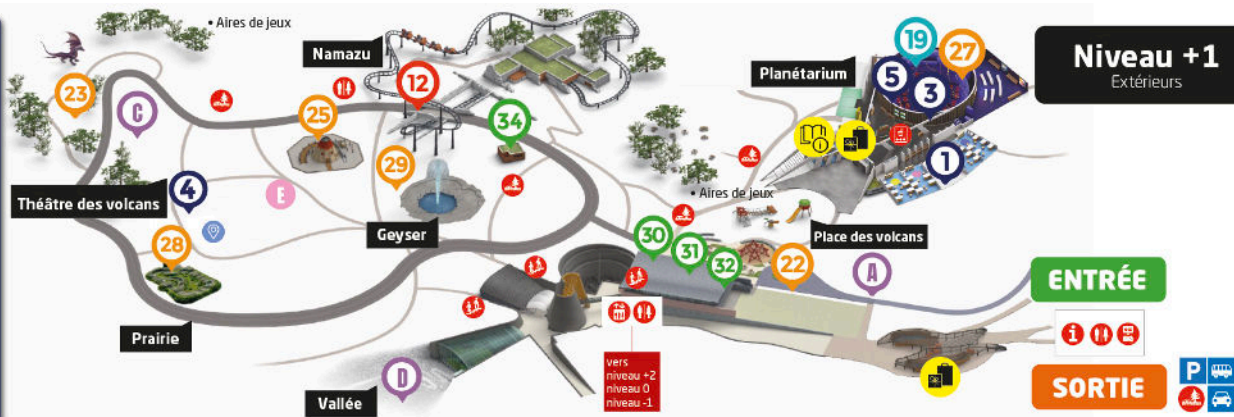 • Aires de jeux
Niveau +1
Extérieurs
Namazu
Planétarium
19
27
5
3
12
23
C
25
34
1
29
Théâtre des volcans
4
E
• Aires de jeux
Geyser
30
31
32
Place des volcans
22
A
28
ENTRÉE
Prairie
i
vers
niveau +2
niveau 0
niveau -1
D
Vallée
SORTIE
P